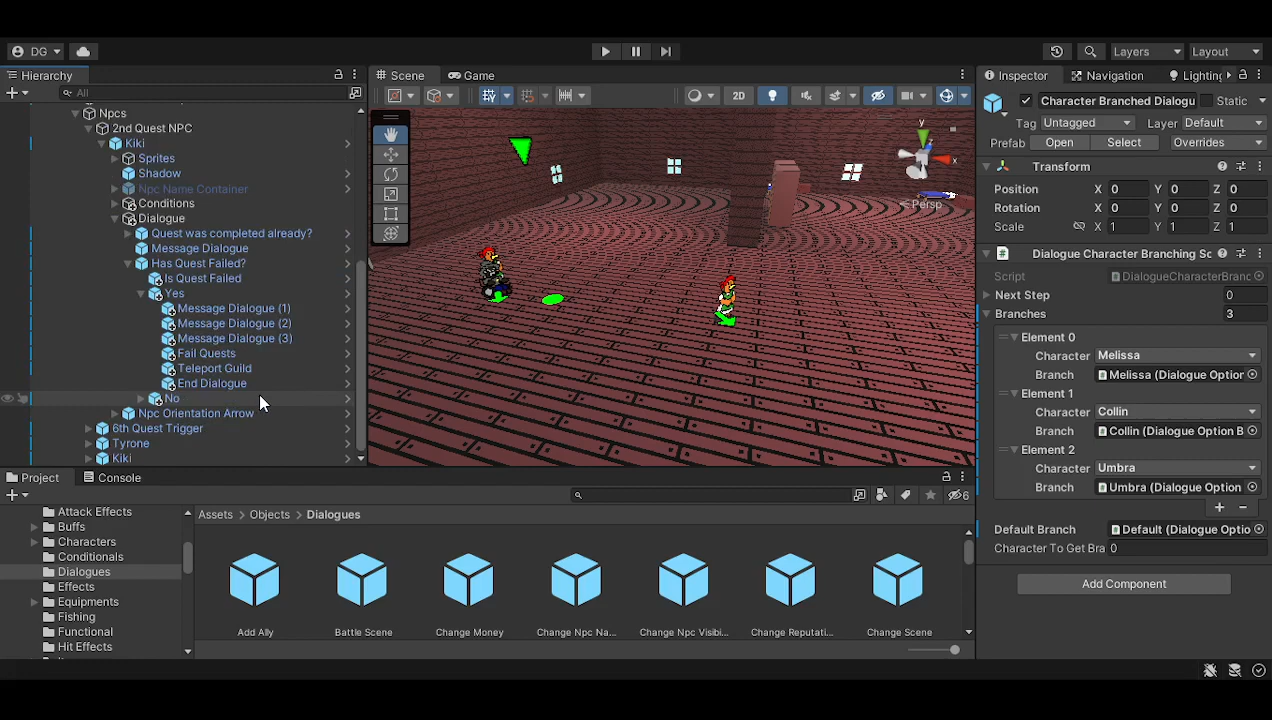 DG
Layers
Layout
Hierarchy
All
Npcs
2nd Quest NPC
Kiki
Sprites
Shadow
Npc Name Container
Conditions
Dialogue
Quest was completed already?
Message Dialogue
Has Quest Failed?
Is Quest Failed
Yes
Message Dialogue (1)
Message Dialogue (2)
Message Dialogue (3)
Fail Quests
Teleport Guild
End Dialogue
No
Npc Orientation Arrow
6th Quest Trigger
Tyrone
Kiki
Scene
Game
2D
y
x
Persp
Inspector
Navigation
Lighting
Character Branched Dialogu
Static
Tag Untagged
Layer Default
Prefab Open Select Overrides
Transform
Position X 0 Y 0 Z 0
Rotation X 0 Y 0 Z 0
Scale X 1 Y 1 Z 1
Dialogue Character Branching Sc
Script DialogueCharacterBranc
Next Step 0
Branches 3
Element 0
Character Melissa
Branch Melissa (Dialogue Option
Element 1
Character Collin
Branch Collin (Dialogue Option B
Element 2
Character Umbra
Branch Umbra (Dialogue Option
Default Branch Default (Dialogue Optio
Character To Get Bra 0
Add Component
Project
Console
6
Attack Effects
Buffs
Characters
Conditionals
Dialogues
Effects
Equipments
Fishing
Functional
Hit Effects
Assets > Objects > Dialogues
Add Ally
Battle Scene
Change Money
Change Npc Na...
Change Npc Visibi...
Change Reputati...
Change Scene